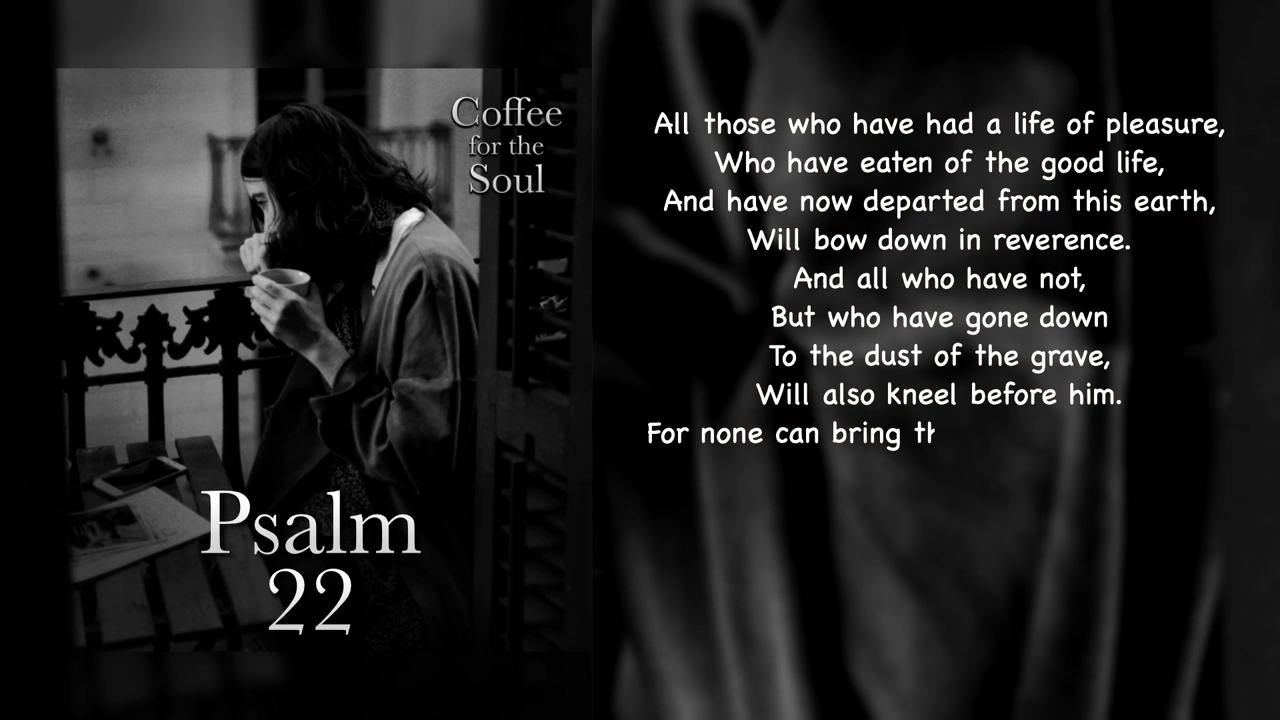 Coffee
for the
Soul
Psalm
22
All those who have had a life of pleasure,
Who have eaten of the good life,
And have now departed from this earth,
Will bow down in reverence.
And all who have not,
But who have gone down
To the dust of the grave,
Will also kneel before him.
For none can bring